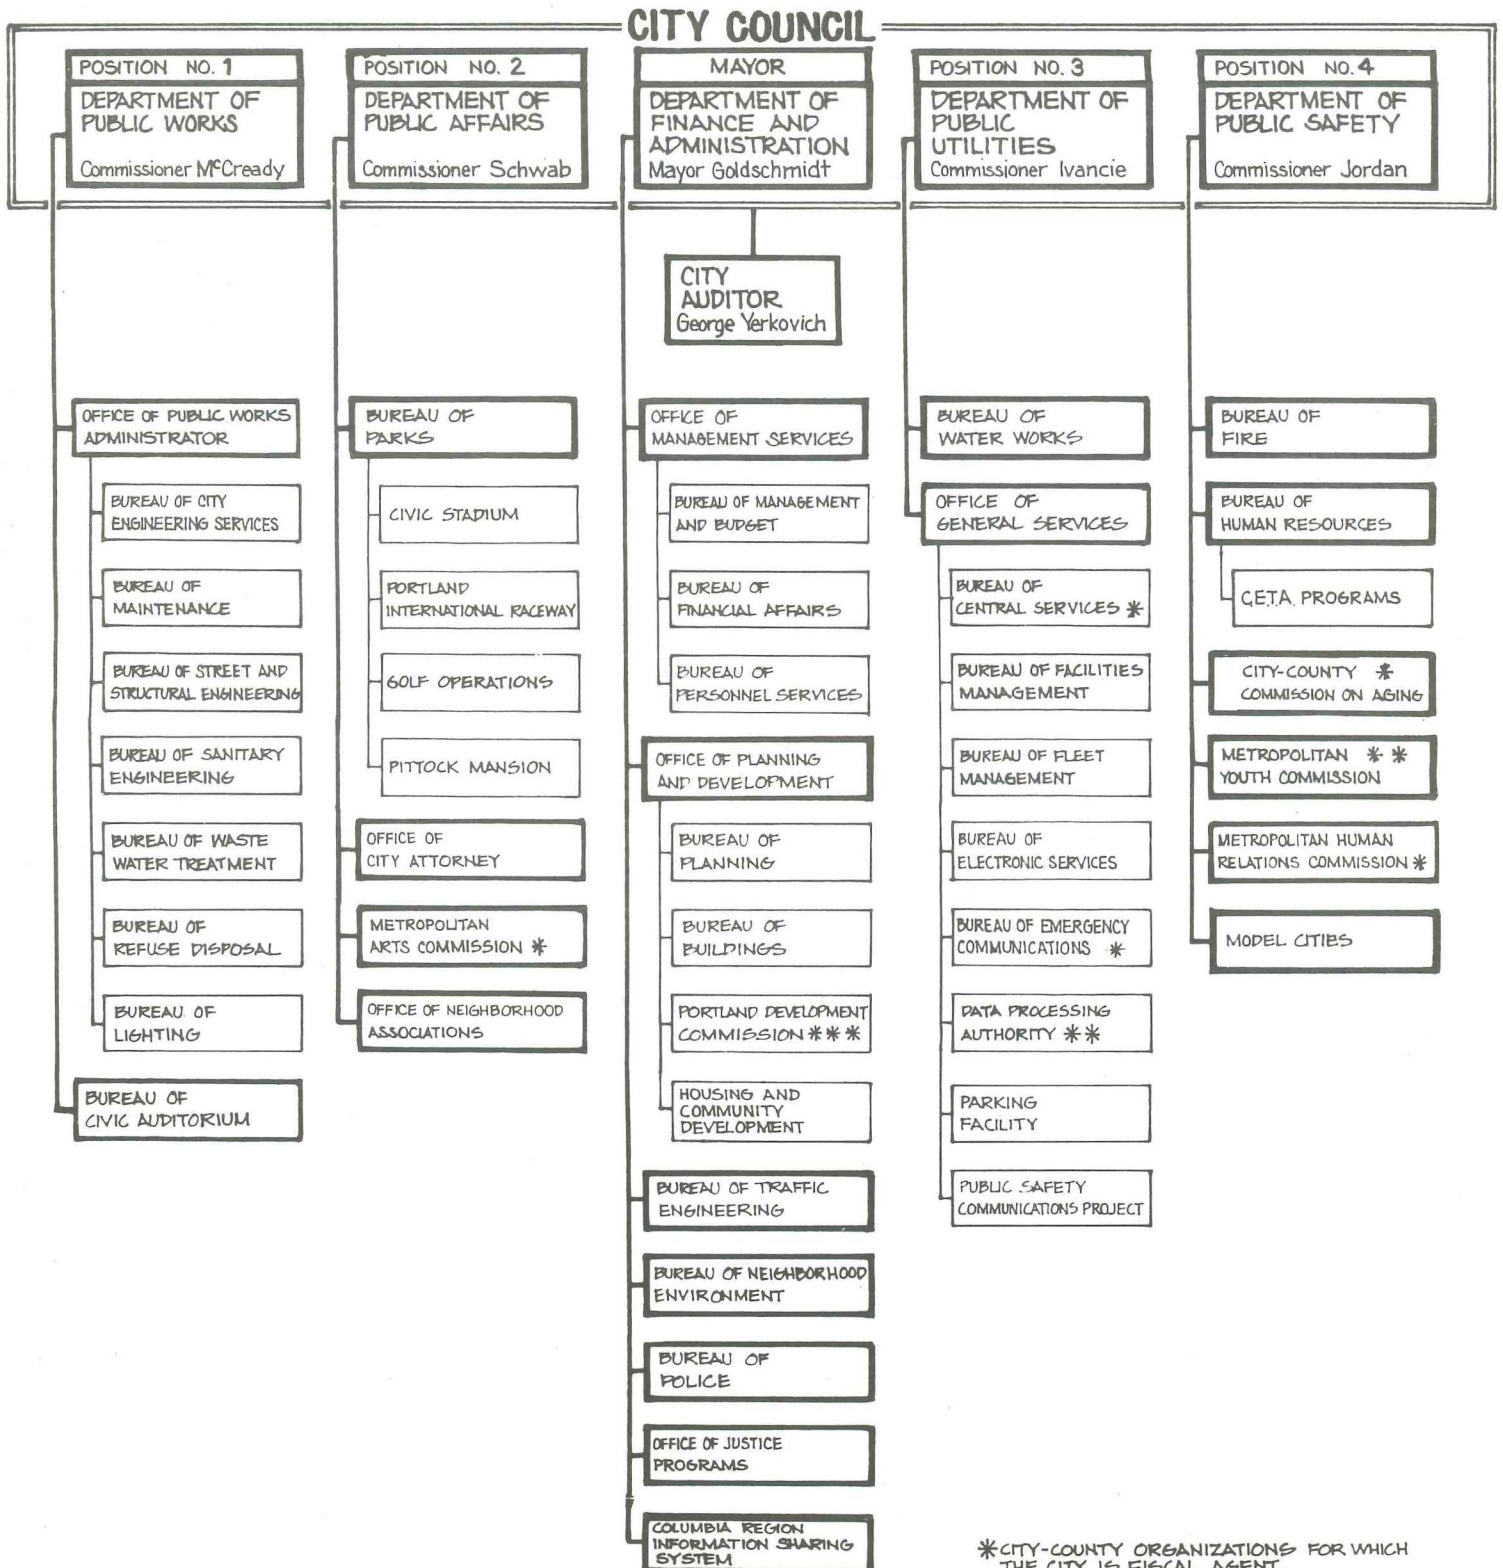 CITY COUNCIL
POSITION NO. 1
DEPARTMENT OF
PUBLIC WORKS
Commissioner McCready
POSITION NO. 2
DEPARTMENT OF
PUBLIC AFFAIRS
Commissioner Schwab
MAYOR
DEPARTMENT OF
FINANCE AND
ADMINISTRATION
Mayor Goldschmidt
POSITION NO. 3
DEPARTMENT OF
PUBLIC
UTILITIES
Commissioner Ivancie
POSITION NO. 4
DEPARTMENT OF
PUBLIC SAFETY
Commissioner Jordan
CITY
AUDITOR
George Yerkovich
OFFICE OF PUBLIC WORKS
ADMINISTRATOR
BUREAU OF CITY
ENGINEERING SERVICES
BUREAU OF
MAINTENANCE
BUREAU OF STREET AND
STRUCTURAL ENGINEERING
BUREAU OF SANITARY
ENGINEERING
BUREAU OF WASTE
WATER TREATMENT
BUREAU OF
REFUSE DISPOSAL
BUREAU OF
LIGHTING
BUREAU OF
CIVIC AUDITORIUM
BUREAU OF
PARKS
CIVIC STADIUM
PORTLAND
INTERNATIONAL RACEWAY
GOLF OPERATIONS
PITTOCK MANSION
OFFICE OF
CITY ATTORNEY
METROPOLITAN
ARTS COMMISSION *
OFFICE OF NEIGHBORHOOD
ASSOCIATIONS
OFFICE OF
MANAGEMENT SERVICES
BUREAU OF MANAGEMENT
AND BUDGET
BUREAU OF
FINANCIAL AFFAIRS
BUREAU OF
PERSONNEL SERVICES
OFFICE OF PLANNING
AND DEVELOPMENT
BUREAU OF
PLANNING
BUREAU OF
BUILDINGS
PORTLAND DEVELOPMENT
COMMISSION * * *
HOUSING AND
COMMUNITY
DEVELOPMENT
BUREAU OF TRAFFIC
ENGINEERING
BUREAU OF NEIGHBORHOOD
ENVIRONMENT
BUREAU OF
POLICE
OFFICE OF JUSTICE
PROGRAMS
COLUMBIA REGION
INFORMATION SHARING
SYSTEM
BUREAU OF
WATER WORKS
OFFICE OF
GENERAL SERVICES
BUREAU OF
CENTRAL SERVICES *
BUREAU OF FACILITIES
MANAGEMENT
BUREAU OF FLEET
MANAGEMENT
BUREAU OF
ELECTRONIC SERVICES
BUREAU OF EMERGENCY
COMMUNICATIONS *
DATA PROCESSING
AUTHORITY * *
PARKING
FACILITY
PUBLIC SAFETY
COMMUNICATIONS PROJECT
BUREAU OF
FIRE
BUREAU OF
HUMAN RESOURCES
C.E.T.A. PROGRAMS
CITY-COUNTY *
COMMISSION ON AGING
METROPOLITAN * *
YOUTH COMMISSION
METROPOLITAN HUMAN
RELATIONS COMMISSION *
MODEL CITIES
* CITY-COUNTY ORGANIZATIONS FOR WHICH
THE CITY IS FISCAL AGENT